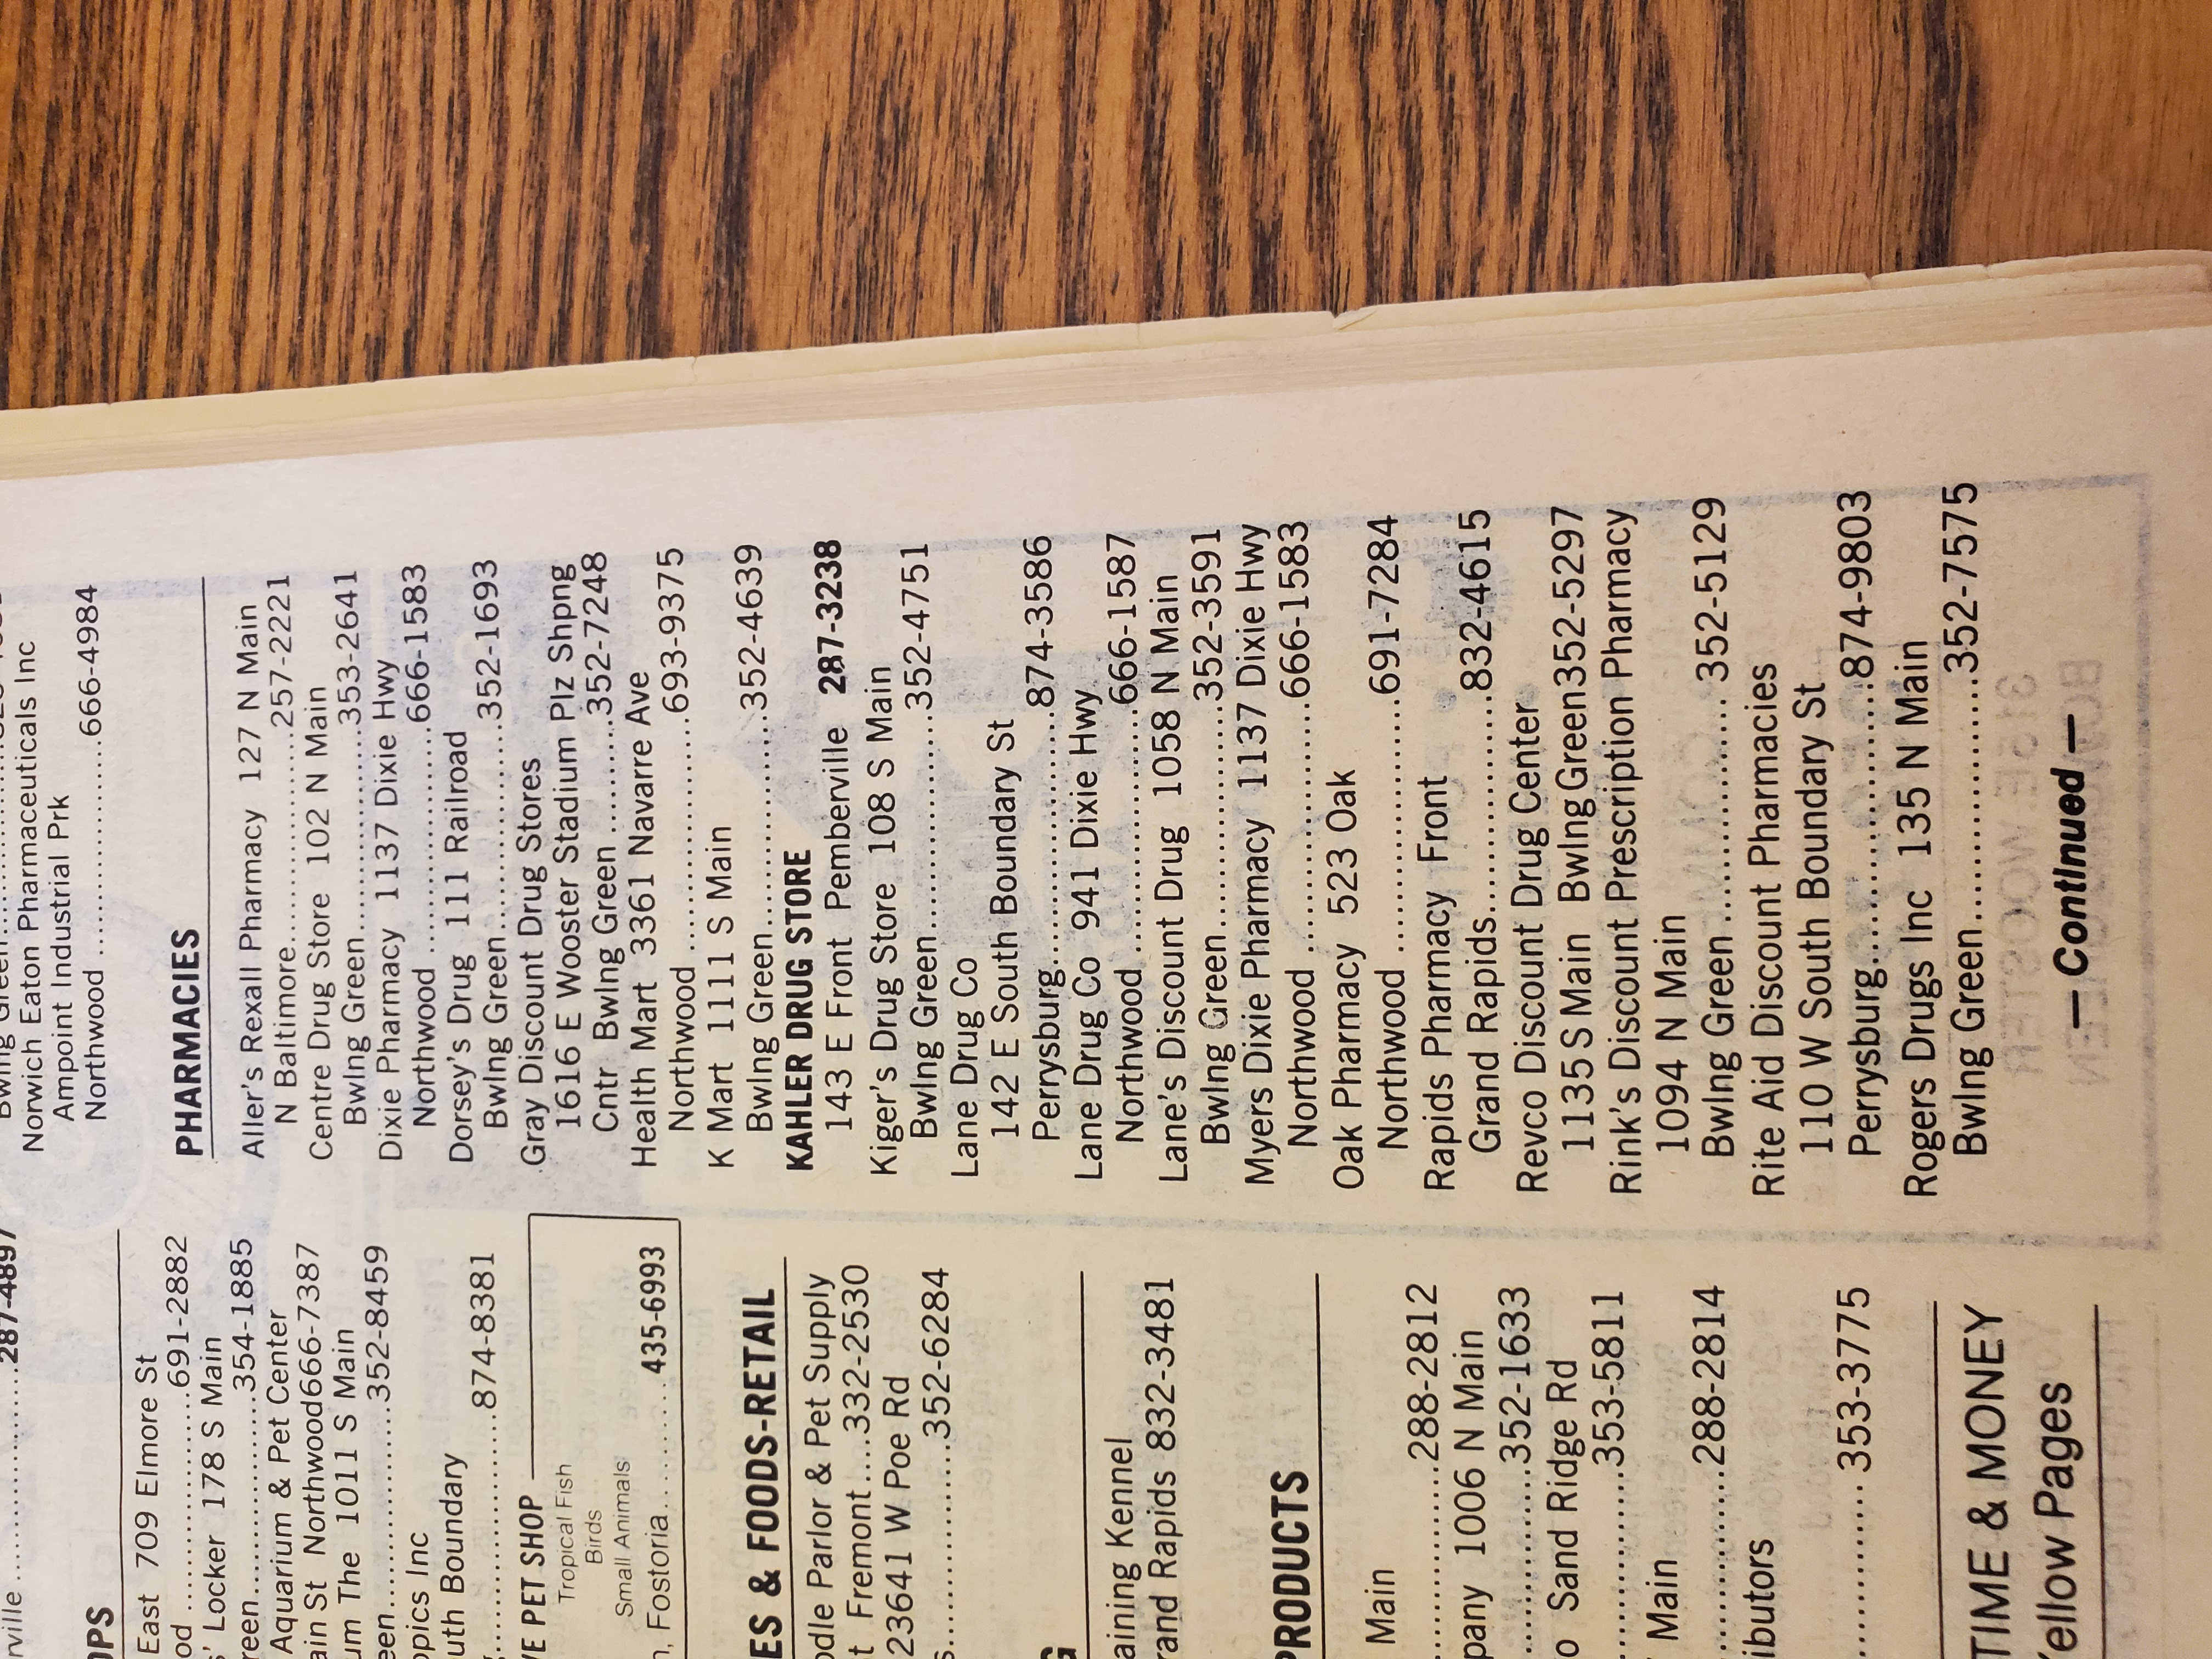 287-4897
East 709 Elmore St
691-2882
Locker 178 S Main
354-1885
Aquarium & Pet Center
St Northwood666-7387
The 1011 S Main
352-8459
Inc
Boundary
874-8381
PET SHOP
Tropical Fish
Birds
Small Animals
Fostoria........435-6993
& FOODS-RETAIL
Parlor & Pet Supply
Fremont....332-2530
23641 W Poe Rd
352-6284
Kennel
Rapids 832-3481
PRODUCTS
Main
288-2812
1006 N Main
352-1633
Sand Ridge Rd
353-5811
Main
288-2814
353-3775
TIME & MONEY
Yellow Pages
Norwich Eaton Pharmaceuticals Inc
Ampoint Industrial Prk
Northwood ....................666-4984
PHARMACIES
Aller's Rexall Pharmacy 127 N Main
N Baltimore....................257-2221
Centre Drug Store 102 N Main
Bwlng Green....................353-2641
Dixie Pharmacy 1137 Dixie Hwy
Northwood ....................666-1583
Dorsey's Drug 111 Railroad
Bwlng Green....................352-1693
Gray Discount Drug Stores
1616 E Wooster Stadium Plz Shpng
Cntr Bwlng Green ..........352-7248
Health Mart 3361 Navarre Ave
Northwood ....................693-9375
K Mart 1111 S Main
Bwlng Green....................352-4639
KAHLER DRUG STORE
143 E Front Pemberville 287-3238
Kiger's Drug Store 108 S Main
Bwlng Green....................352-4751
Lane Drug Co
142 E South Boundary St
Perrysburg....................874-3586
Lane Drug Co 941 Dixie Hwy
Northwood ....................666-1587
Lane's Discount Drug 1058 N Main
Bwlng Green....................352-3591
Myers Dixie Pharmacy 1137 Dixie Hwy
Northwood ....................666-1583
Oak Pharmacy 523 Oak
Northwood ....................691-7284
Rapids Pharmacy Front
Grand Rapids..................832-4615
Revco Discount Drug Center
1135 S Main Bwlng Green352-5297
Rink's Discount Prescription Pharmacy
1094 N Main
Bwlng Green .................. 352-5129
Rite Aid Discount Pharmacies
110 W South Boundary St
Perrysburg....................874-9803
Rogers Drugs Inc 135 N Main
Bwlng Green....................352-7575
— Continued —